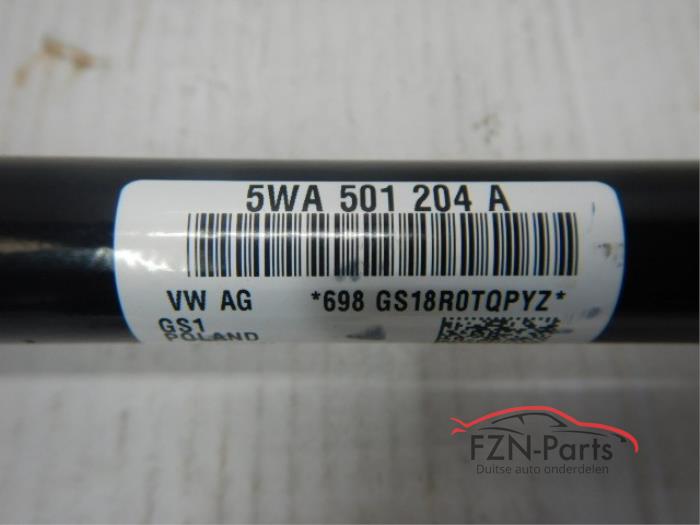 5WA 501 204 A
VW AG *698 GS18R0TQPYZ*
GS1
POLAND
FZN-Parts
Duitse auto onderdelen